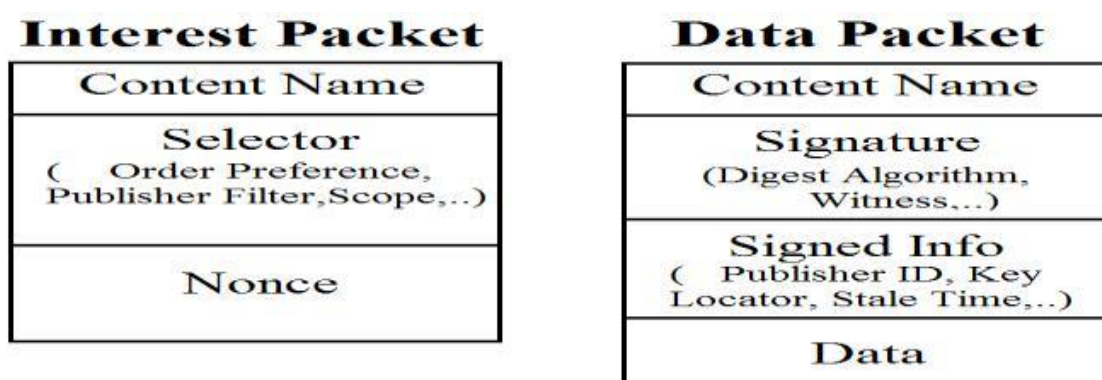 Interest Packet
Content Name
Selector
( Order Preference,
Publisher Filter,Scope,..)
Nonce
Data Packet
Content Name
Signature
(Digest Algorithm,
Witness,..)
Signed Info
( Publisher ID, Key
Locator, Stale Time,..)
Data